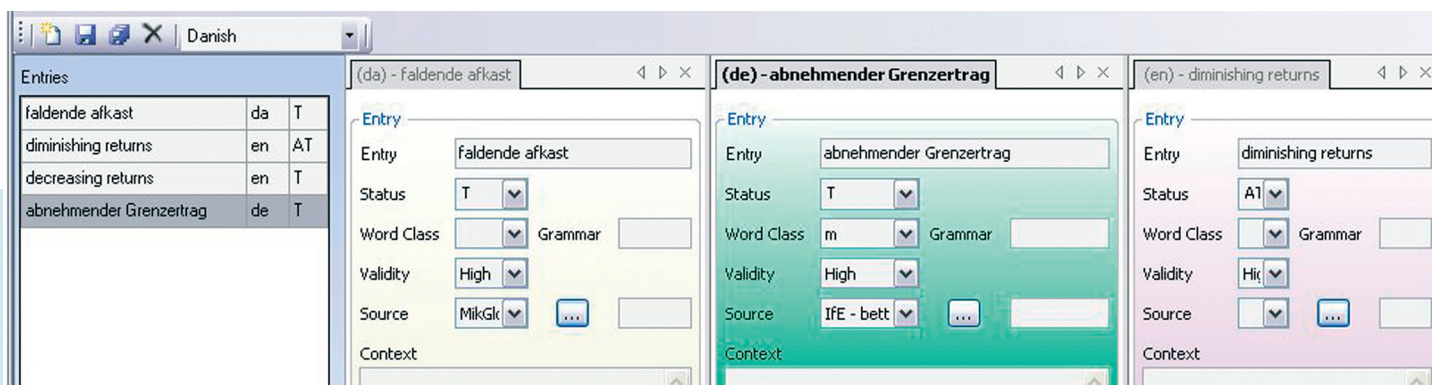 Danish
Entries
faldende afkast da T
diminishing returns en AT
decreasing returns en T
abnehmender Grenzertrag de T
(da) - faldende afkast
Entry
Entry faldende afkast
Status T
Word Class Grammar
Validity High
Source MikGl ...
Context
(de) - abnehmender Grenzertrag
Entry
Entry abnehmender Grenzertrag
Status T
Word Class m Grammar
Validity High
Source IfE - bett ...
Context
(en) - diminishing returns
Entry
Entry diminishing returns
Status AT
Word Class Grammar
Validity Hig
Source ...
Context